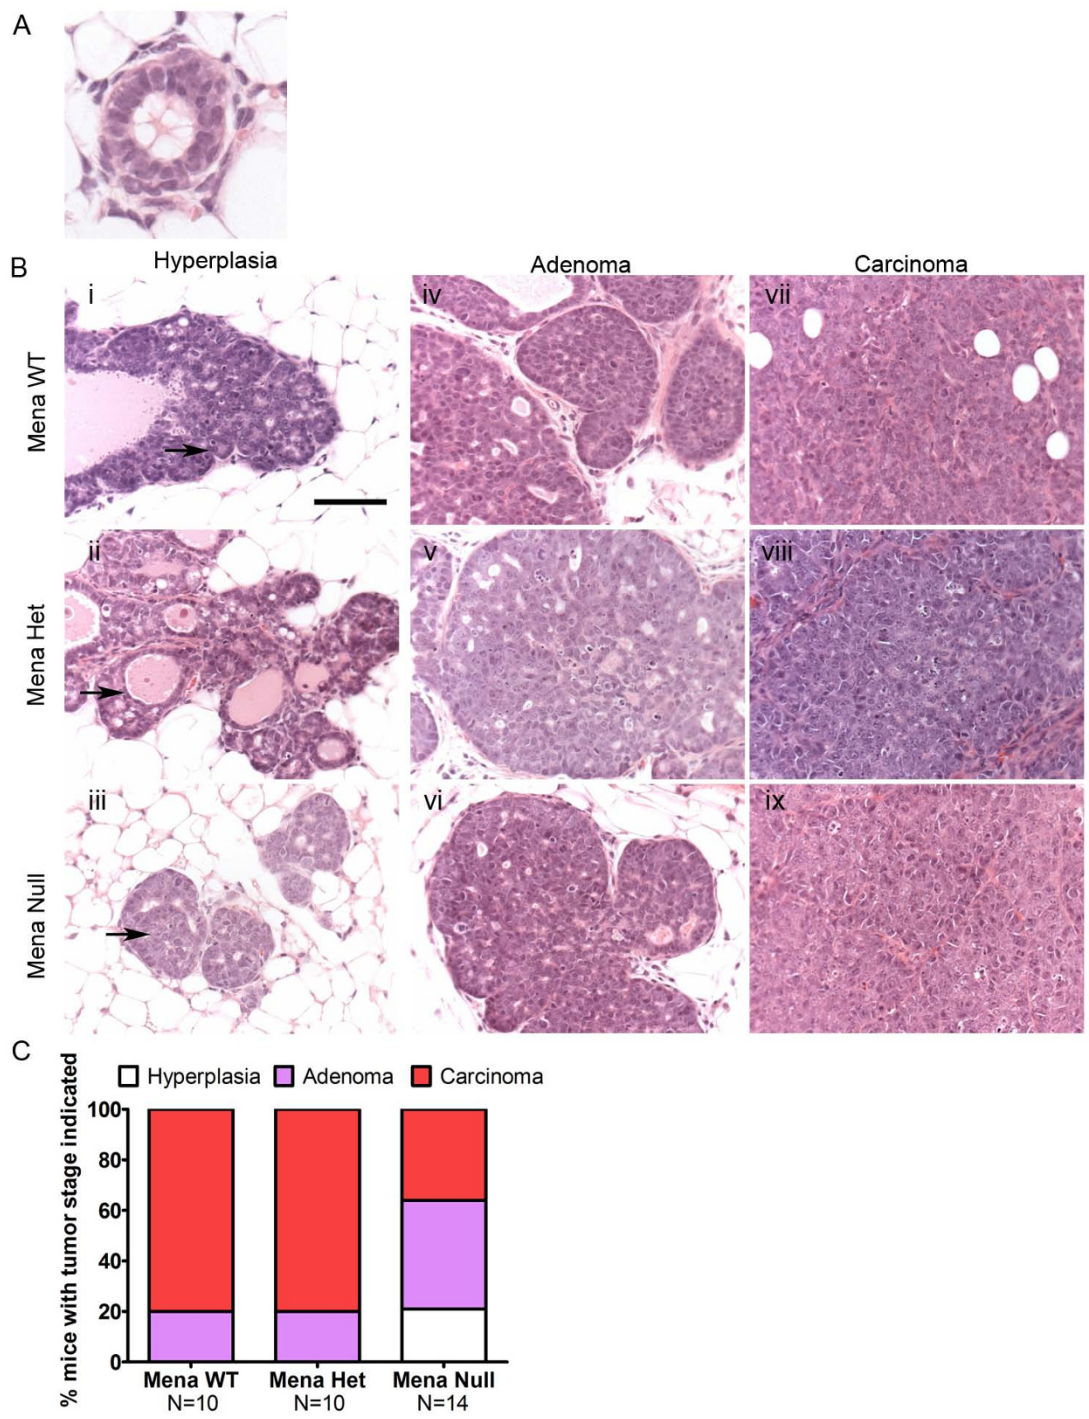 A
B
Hyperplasia Adenoma Carcinoma
Mena WT
i iv vii
Mena Het
ii v viii
Mena Null
iii vi ix
C
Hyperplasia Adenoma Carcinoma
% mice with tumor stage indicated
100
80
60
40
20
0
Mena WT Mena Het Mena Null
N=10 N=10 N=14